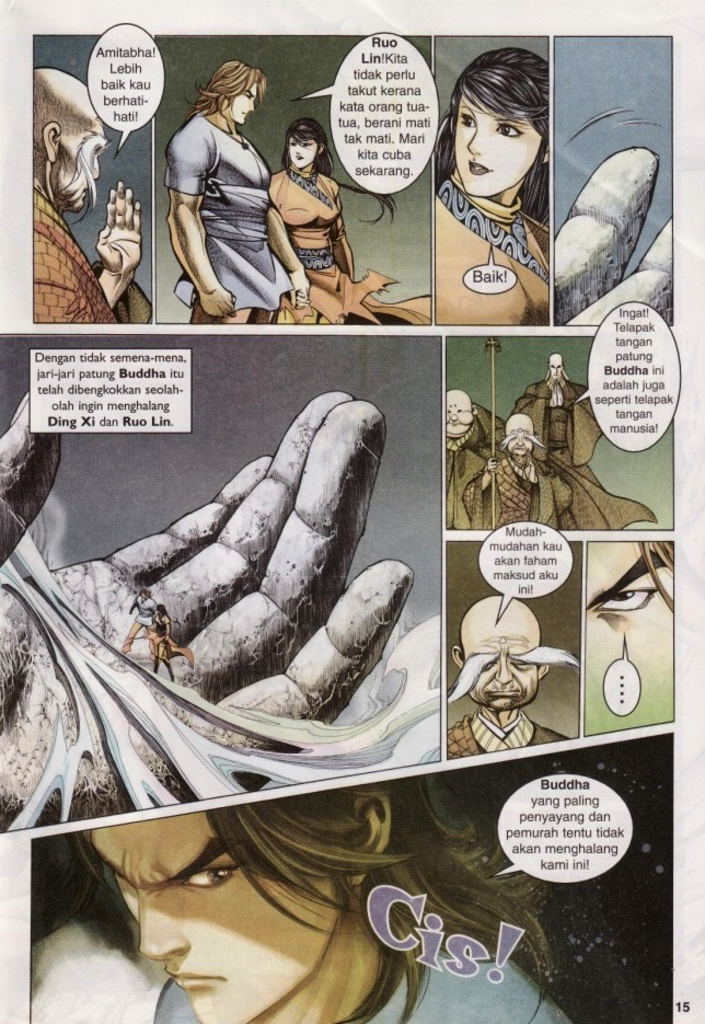 Amitabha!
Lebih
baik kau
berhati-
hati!
Ruo
Lin!Kita
tidak perlu
takut kerana
kata orang tua-
tua, berani mati
tak mati. Mari
kita cuba
sekarang.
Baik!
Dengan tidak semena-mena,
jari-jari patung Buddha itu
telah dibengkokkan seolah-
olah ingin menghalang
Ding Xi dan Ruo Lin.
Ingat!
Telapak
tangan
patung
Buddha ini
adalah juga
seperti telapak
tangan
manusia!
Mudah-
mudahan kau
akan faham
maksud aku
ini!
....
Buddha
yang paling
penyayang dan
pemurah tentu tidak
akan menghalang
kami ini!
Cis!
15